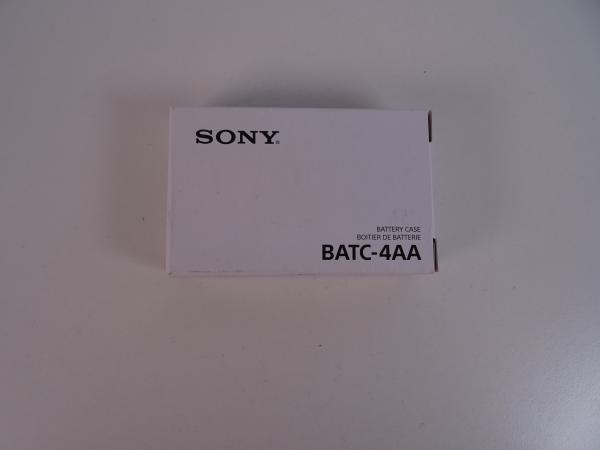 SONY
BATTERY CASE
BOITIER DE BATTERIE
BATC-4AA